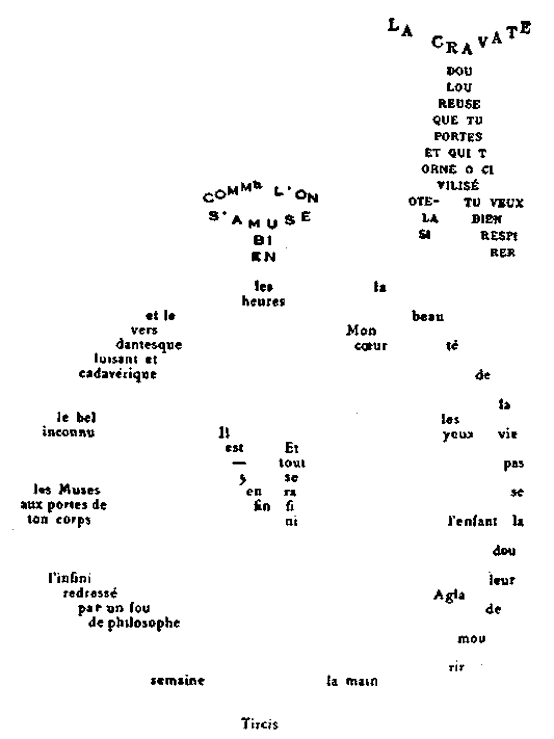 LA CRAVATE
DOU
LOU
REUSE
QUE TU
PORTES
ET QUI T
ORNE O CI
VILISÉ
OTE- TU VEUX
LA BIEN
SI RESPI
RER
COMME L'ON
S'AMUSE
BI
EN
les
heures
la
beau
té
de
la
vie
pas
se
la
dou
leur
de
mou
rir
Mon
cœur
les
yeux
l'enfant
Agla
la main
Tircis
semaine
l'infini
redressé
par un fou
de philosophe
les Muses
aux portes de
ton corps
le bel
inconnu
et le
vers
dantesque
luisant et
cadavérique
Il
est
—
5
en
fin
Et
tout
se
ra
fi
ni